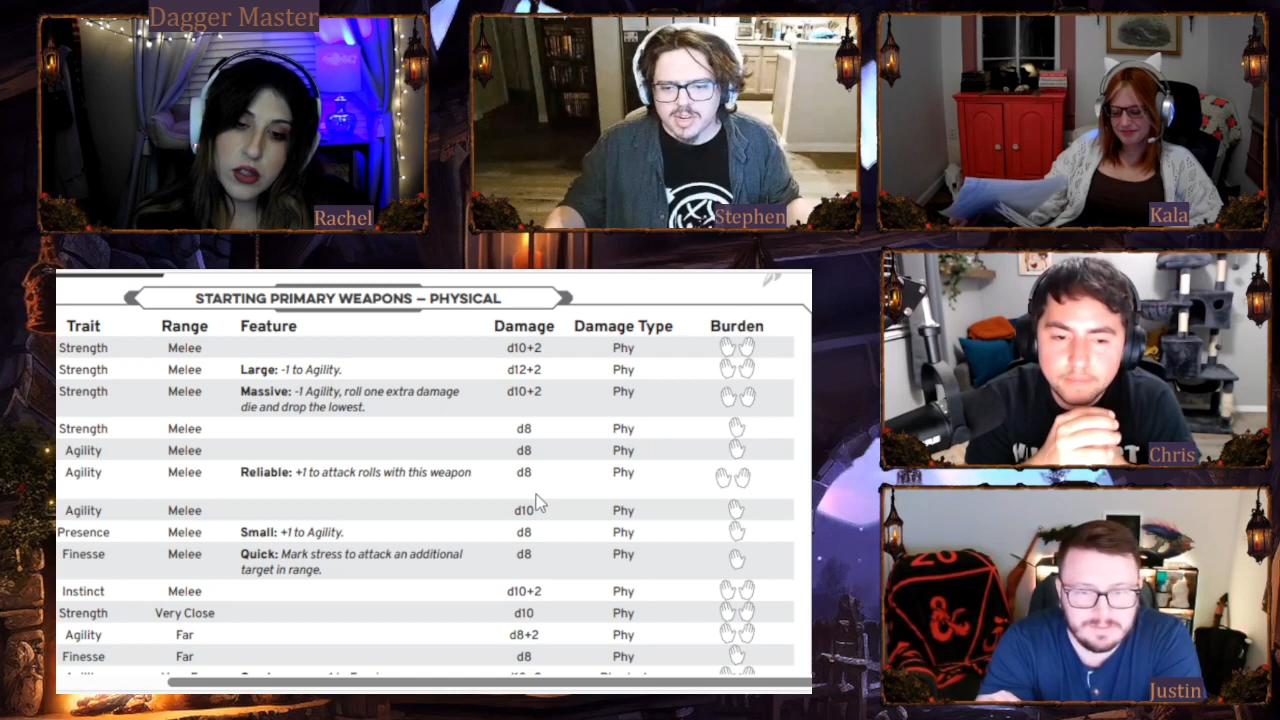 Dagger Master
Rachel
Stephen
Kala
STARTING PRIMARY WEAPONS – PHYSICAL
Trait Range Feature Damage Damage Type Burden
Strength Melee d10+2 Phy
Strength Melee Large: -1 to Agility. d12+2 Phy
Strength Melee Massive: -1 Agility, roll one extra damage d10+2 Phy
die and drop the lowest.
Strength Melee d8 Phy
Agility Melee d8 Phy
Agility Melee Reliable: +1 to attack rolls with this weapon d8 Phy
Agility Melee d10 Phy
Presence Melee Small: +1 to Agility. d8 Phy
Finesse Melee Quick: Mark stress to attack an additional d8 Phy
target in range.
Instinct Melee d10+2 Phy
Strength Very Close d10 Phy
Agility Far d8+2 Phy
Finesse Far d8 Phy
Chris
20
&
Justin